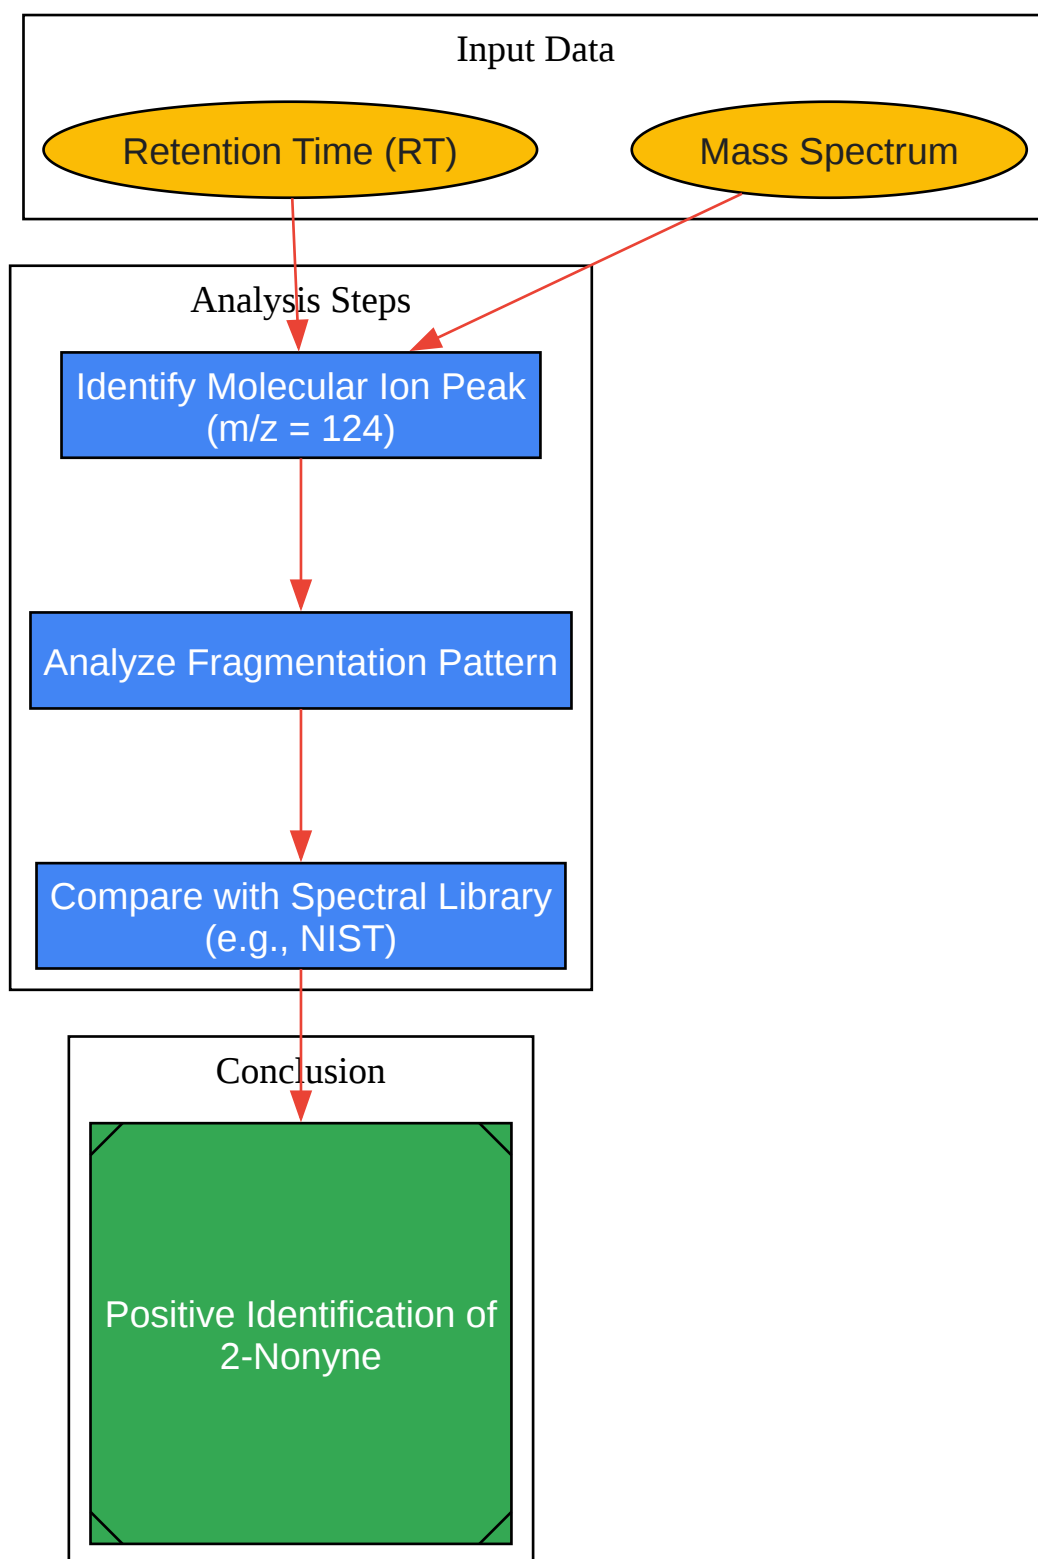 Input Data
Retention Time (RT)
Mass Spectrum
Analysis Steps
Identify Molecular Ion Peak
(m/z = 124)
Analyze Fragmentation Pattern
Compare with Spectral Library
(e.g., NIST)
Conclusion
Positive Identification of
2-Nonyne